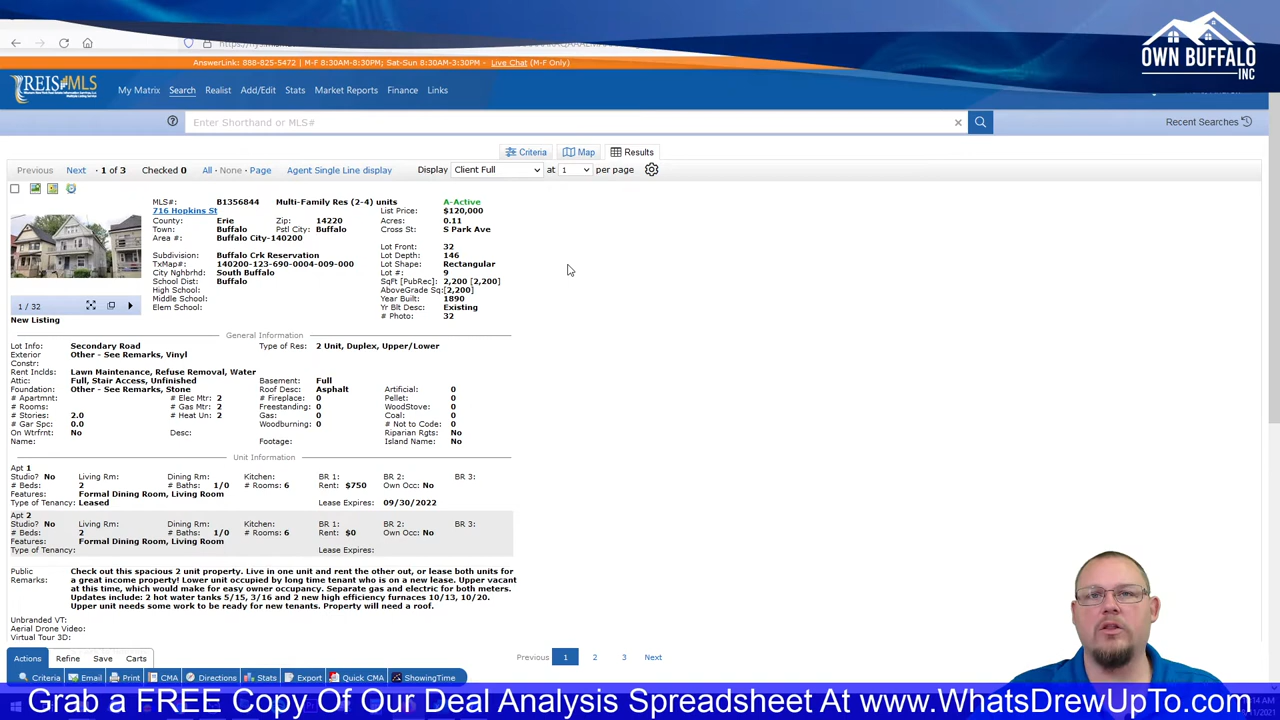 OWN BUFFALO
INC
AnswerLink: 888-825-5472 | M-F 8:30AM-8:30PM; Sat-Sun 8:30AM-3:30PM - Live Chat (M-F Only)
REIS MLS
My Matrix Search Realist Add/Edit Stats Market Reports Finance Links
Enter Shorthand or MLS#
Recent Searches
Criteria Map Results
Previous Next · 1 of 3 Checked 0 All · None · Page Agent Single Line display Display Client Full at 1 per page
MLS#: B1356844 Multi-Family Res (2-4) units A-Active
716 Hopkins St List Price: $120,000
County: Erie Zip: 14220 Acres: 0.11
Town: Buffalo Pstl City: Buffalo Cross St: S Park Ave
Area #: Buffalo City-140200
Lot Front: 32
Subdivision: Buffalo Crk Reservation Lot Depth: 146
TxMap#: 140200-123-690-0004-009-000 Lot Shape: Rectangular
City Nghbrhd: South Buffalo Lot #: 9
School Dist: Buffalo SqFt [PubRec]: 2,200 [2,200]
High School: AboveGrade Sq:[2,200]
Middle School: Year Built: 1890
Elem School: Yr Blt Desc: Existing
# Photo: 32
1 / 32
New Listing
General Information
Lot Info: Secondary Road Type of Res: 2 Unit, Duplex, Upper/Lower
Exterior Other - See Remarks, Vinyl
Constr:
Rent Inclds: Lawn Maintenance, Refuse Removal, Water
Attic: Full, Stair Access, Unfinished Basement: Full
Foundation: Other - See Remarks, Stone Roof Desc: Asphalt Artificial: 0
# Apartmnt: # Elec Mtr: 2 # Fireplace: 0 Pellet: 0
# Rooms: # Gas Mtr: 2 Freestanding: 0 WoodStove: 0
# Stories: 2.0 # Heat Un: 2 Gas: 0 Coal: 0
# Gar Spc: 0.0 Woodburning: 0 # Not to Code: 0
On Wtrfrnt: No Desc: Riparian Rgts: No
Name: Footage: Island Name: No
Unit Information
Apt 1
Studio? No Living Rm: Dining Rm: Kitchen: BR 1: BR 2: BR 3:
# Beds: 2 # Baths: 1/0 # Rooms: 6 Rent: $750 Own Occ: No
Features: Formal Dining Room, Living Room
Type of Tenancy: Leased Lease Expires: 09/30/2022
Apt 2
Studio? No Living Rm: Dining Rm: Kitchen: BR 1: BR 2: BR 3:
# Beds: 2 # Baths: 1/0 # Rooms: 6 Rent: $0 Own Occ: No
Features: Formal Dining Room, Living Room
Type of Tenancy: Lease Expires:
Public Check out this spacious 2 unit property. Live in one unit and rent the other out, or lease both units for
Remarks: a great income property! Lower unit occupied by long time tenant who is on a new lease. Upper vacant
at this time, which would make for easy owner occupancy. Separate gas and electric for both meters.
Updates include: 2 hot water tanks 5/15, 3/16 and 2 new high efficiency furnaces 10/13, 10/20.
Upper unit needs some work to be ready for new tenants. Property will need a roof.
Unbranded VT:
Aerial Drone Video:
Virtual Tour 3D:
Actions Refine Save Carts
Previous 1 2 3 Next
Criteria Email Print CMA Directions Stats Export Quick CMA ShowingTime
Grab a FREE Copy Of Our Deal Analysis Spreadsheet At www.WhatsDrewUpTo.com